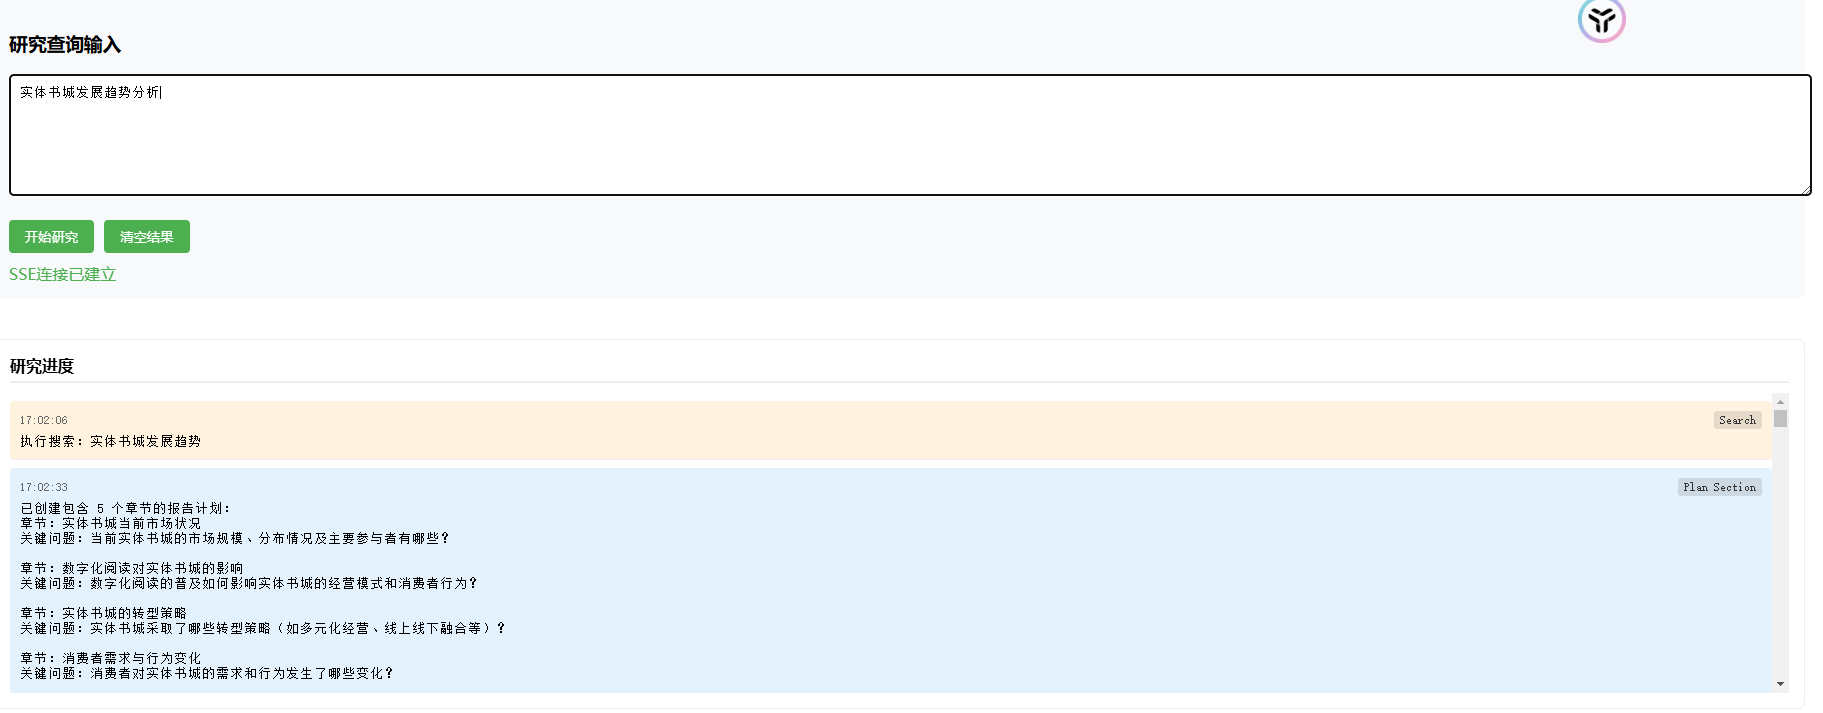 研究查询输入
实体书城发展趋势分析
开始研究 清空结果
SSE连接已建立
研究进度
17:02:06 Search
执行搜索：实体书城发展趋势
17:02:33 Plan Section
已创建包含 5 个章节的报告计划：
章节：实体书城当前市场状况
关键问题：当前实体书城的市场规模、分布情况及主要参与者有哪些？
章节：数字化阅读对实体书城的影响
关键问题：数字化阅读的普及如何影响实体书城的经营模式和消费者行为？
章节：实体书城的转型策略
关键问题：实体书城采取了哪些转型策略（如多元化经营、线上线下融合等）？
章节：消费者需求与行为变化
关键问题：消费者对实体书城的需求和行为发生了哪些变化？